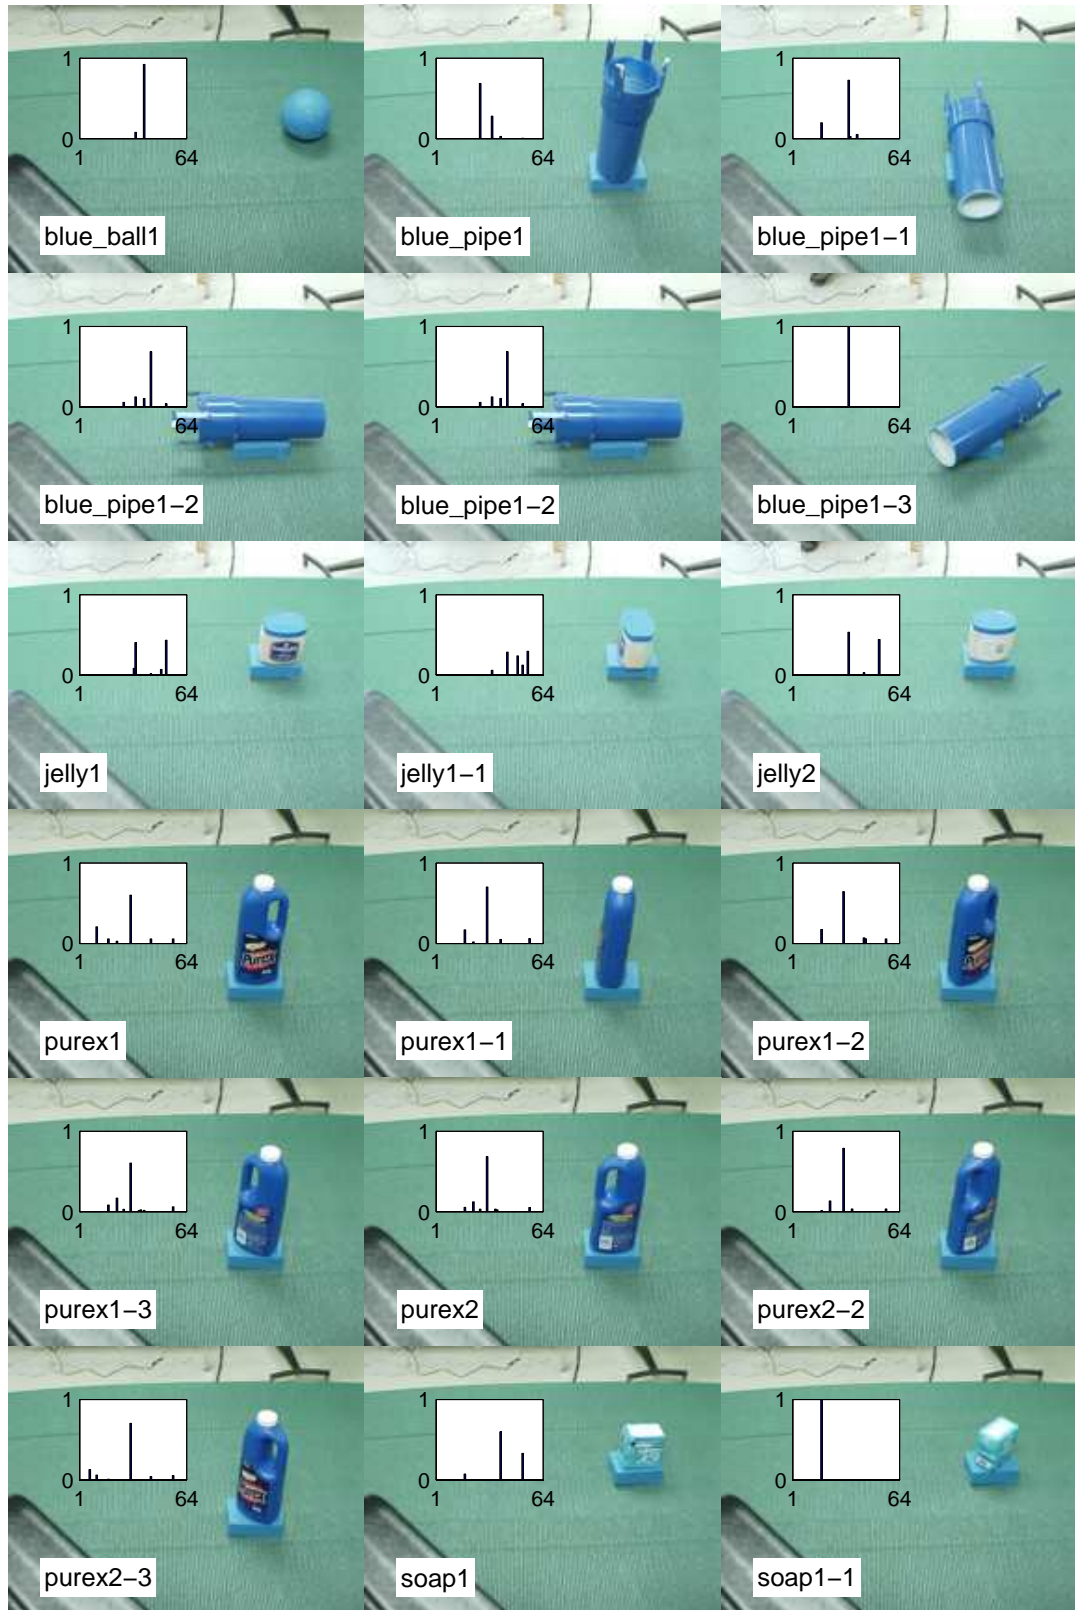 1
0
1 64
blue_ball1
1
0
1 64
blue_pipe1
1
0
1 64
blue_pipe1−1
1
0
1 64
blue_pipe1−2
1
0
1 64
blue_pipe1−2
1
0
1 64
blue_pipe1−3
1
0
1 64
jelly1
1
0
1 64
jelly1−1
1
0
1 64
jelly2
1
0
1 64
Purex
purex1
1
0
1 64
purex1−1
1
0
1 64
Purex
purex1−2
1
0
1 64
purex1−3
1
0
1 64
purex2
1
0
1 64
purex2−2
1
0
1 64
Purex
purex2−3
1
0
1 64
soap1
1
0
1 64
soap1−1